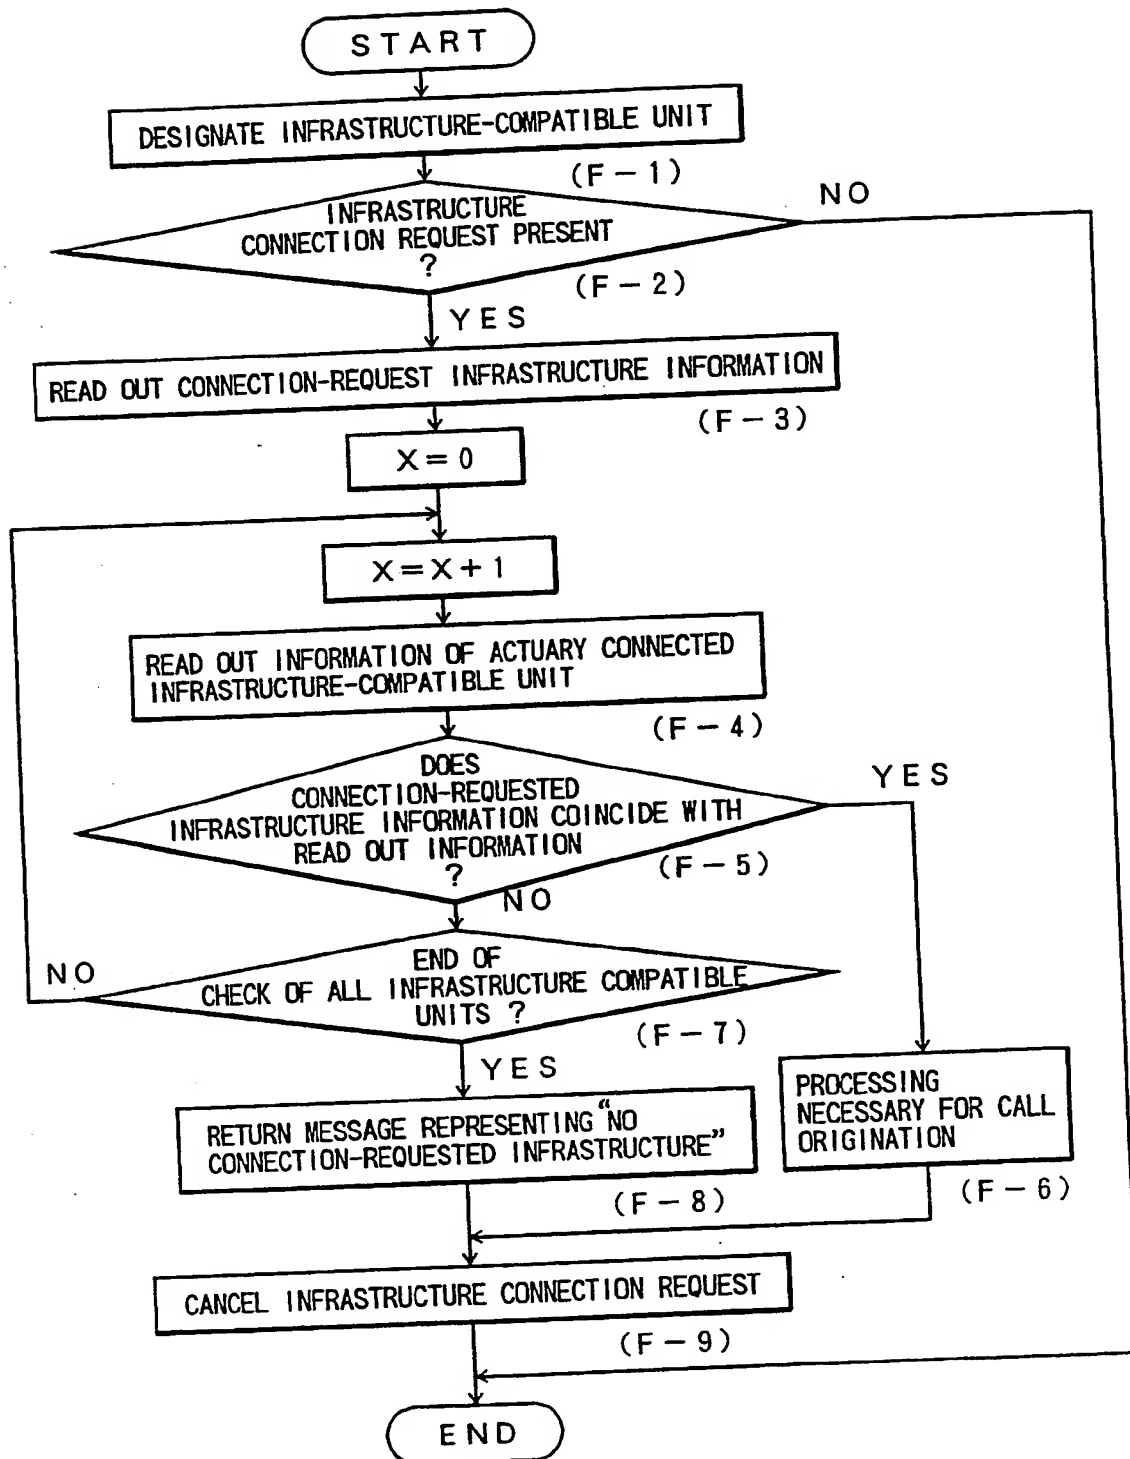 START
DESIGNATE INFRASTRUCTURE-COMPATIBLE UNIT
(F-1)
INFRASTRUCTURE
CONNECTION REQUEST PRESENT
?
NO
(F-2)
YES
READ OUT CONNECTION-REQUEST INFRASTRUCTURE INFORMATION
(F-3)
X=0
X=X+1
READ OUT INFORMATION OF ACTUARY CONNECTED
INFRASTRUCTURE-COMPATIBLE UNIT
(F-4)
DOES
CONNECTION-REQUESTED
INFRASTRUCTURE INFORMATION COINCIDE WITH
READ OUT INFORMATION
?
YES
(F-5)
NO
END OF
CHECK OF ALL INFRASTRUCTURE COMPATIBLE
UNITS ?
NO
(F-7)
YES
PROCESSING
NECESSARY FOR CALL
ORIGINATION
(F-6)
RETURN MESSAGE REPRESENTING “NO
CONNECTION-REQUESTED INFRASTRUCTURE”
(F-8)
CANCEL INFRASTRUCTURE CONNECTION REQUEST
(F-9)
END